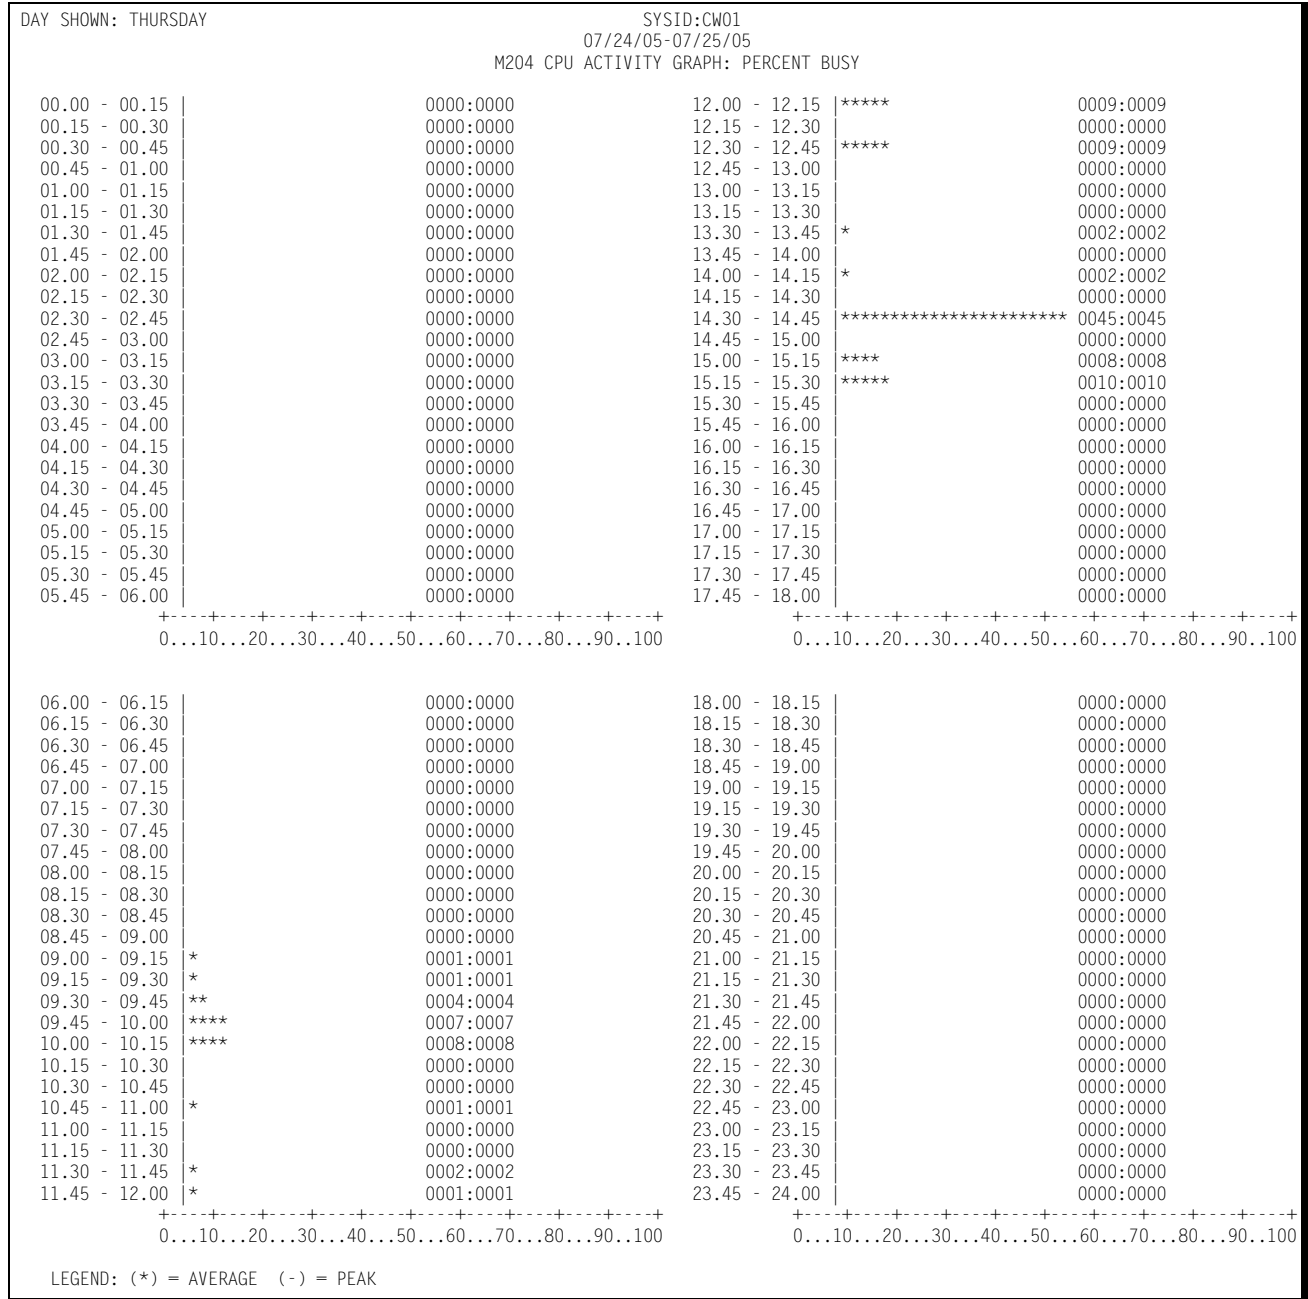 DAY SHOWN: THURSDAY SYSID:CW01
07/24/05-07/25/05
M204 CPU ACTIVITY GRAPH: PERCENT BUSY
00.00 - 00.15 | 0000:0000 12.00 - 12.15 |***** 0009:0009
00.15 - 00.30 | 0000:0000 12.15 - 12.30 | 0000:0000
00.30 - 00.45 | 0000:0000 12.30 - 12.45 |***** 0009:0009
00.45 - 01.00 | 0000:0000 12.45 - 13.00 | 0000:0000
01.00 - 01.15 | 0000:0000 13.00 - 13.15 | 0000:0000
01.15 - 01.30 | 0000:0000 13.15 - 13.30 | 0000:0000
01.30 - 01.45 | 0000:0000 13.30 - 13.45 |* 0002:0002
01.45 - 02.00 | 0000:0000 13.45 - 14.00 | 0000:0000
02.00 - 02.15 | 0000:0000 14.00 - 14.15 |* 0002:0002
02.15 - 02.30 | 0000:0000 14.15 - 14.30 | 0000:0000
02.30 - 02.45 | 0000:0000 14.30 - 14.45 |*********************** 0045:0045
02.45 - 03.00 | 0000:0000 14.45 - 15.00 | 0000:0000
03.00 - 03.15 | 0000:0000 15.00 - 15.15 |**** 0008:0008
03.15 - 03.30 | 0000:0000 15.15 - 15.30 |***** 0010:0010
03.30 - 03.45 | 0000:0000 15.30 - 15.45 | 0000:0000
03.45 - 04.00 | 0000:0000 15.45 - 16.00 | 0000:0000
04.00 - 04.15 | 0000:0000 16.00 - 16.15 | 0000:0000
04.15 - 04.30 | 0000:0000 16.15 - 16.30 | 0000:0000
04.30 - 04.45 | 0000:0000 16.30 - 16.45 | 0000:0000
04.45 - 05.00 | 0000:0000 16.45 - 17.00 | 0000:0000
05.00 - 05.15 | 0000:0000 17.00 - 17.15 | 0000:0000
05.15 - 05.30 | 0000:0000 17.15 - 17.30 | 0000:0000
05.30 - 05.45 | 0000:0000 17.30 - 17.45 | 0000:0000
05.45 - 06.00 | 0000:0000 17.45 - 18.00 | 0000:0000
+----+----+----+----+----+----+----+----+----+----+ +----+----+----+----+----+----+----+----+----+----+
0...10...20...30...40...50...60...70...80...90..100 0...10...20...30...40...50...60...70...80...90..100
06.00 - 06.15 | 0000:0000 18.00 - 18.15 | 0000:0000
06.15 - 06.30 | 0000:0000 18.15 - 18.30 | 0000:0000
06.30 - 06.45 | 0000:0000 18.30 - 18.45 | 0000:0000
06.45 - 07.00 | 0000:0000 18.45 - 19.00 | 0000:0000
07.00 - 07.15 | 0000:0000 19.00 - 19.15 | 0000:0000
07.15 - 07.30 | 0000:0000 19.15 - 19.30 | 0000:0000
07.30 - 07.45 | 0000:0000 19.30 - 19.45 | 0000:0000
07.45 - 08.00 | 0000:0000 19.45 - 20.00 | 0000:0000
08.00 - 08.15 | 0000:0000 20.00 - 20.15 | 0000:0000
08.15 - 08.30 | 0000:0000 20.15 - 20.30 | 0000:0000
08.30 - 08.45 | 0000:0000 20.30 - 20.45 | 0000:0000
08.45 - 09.00 | 0000:0000 20.45 - 21.00 | 0000:0000
09.00 - 09.15 |* 0001:0001 21.00 - 21.15 | 0000:0000
09.15 - 09.30 |* 0001:0001 21.15 - 21.30 | 0000:0000
09.30 - 09.45 |** 0004:0004 21.30 - 21.45 | 0000:0000
09.45 - 10.00 |**** 0007:0007 21.45 - 22.00 | 0000:0000
10.00 - 10.15 |**** 0008:0008 22.00 - 22.15 | 0000:0000
10.15 - 10.30 | 0000:0000 22.15 - 22.30 | 0000:0000
10.30 - 10.45 | 0000:0000 22.30 - 22.45 | 0000:0000
10.45 - 11.00 |* 0001:0001 22.45 - 23.00 | 0000:0000
11.00 - 11.15 | 0000:0000 23.00 - 23.15 | 0000:0000
11.15 - 11.30 | 0000:0000 23.15 - 23.30 | 0000:0000
11.30 - 11.45 |* 0002:0002 23.30 - 23.45 | 0000:0000
11.45 - 12.00 |* 0001:0001 23.45 - 24.00 | 0000:0000
+----+----+----+----+----+----+----+----+----+----+ +----+----+----+----+----+----+----+----+----+----+
0...10...20...30...40...50...60...70...80...90..100 0...10...20...30...40...50...60...70...80...90..100
LEGEND: (*) = AVERAGE (-) = PEAK